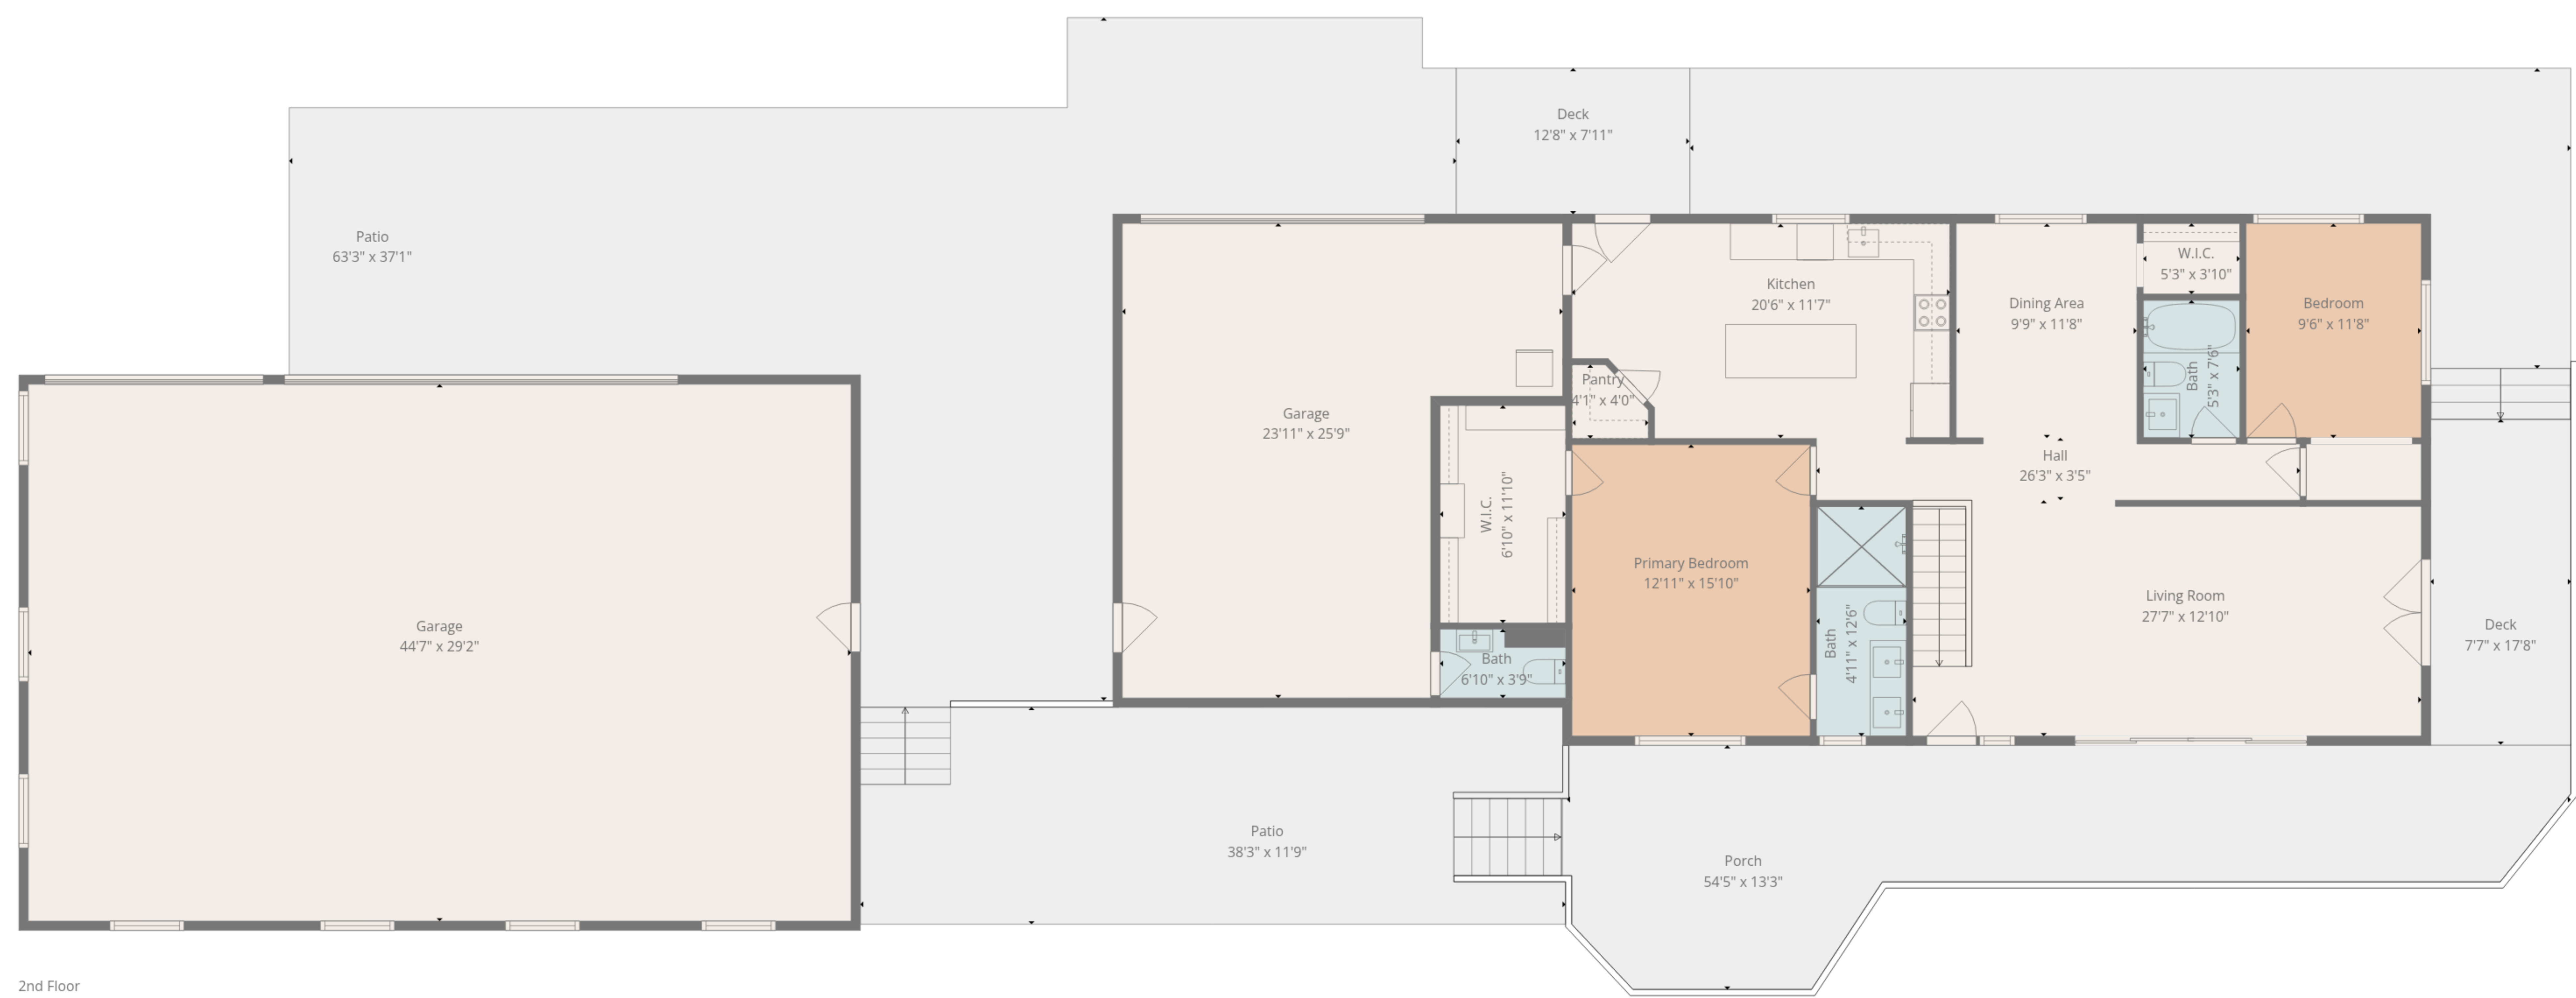 Deck
12'8" x 7'11"
Patio
63'3" x 37'1"
W.I.C.
5'3" x 3'10"
Kitchen
20'6" x 11'7"
Dining Area
9'9" x 11'8"
Bedroom
9'6" x 11'8"
Bath
5'3" x 7'6"
Pantry
4'1" x 4'0"
Garage
23'11" x 25'9"
Hall
26'3" x 3'5"
W.I.C.
6'10" x 11'10"
Primary Bedroom
12'11" x 15'10"
Living Room
27'7" x 12'10"
Garage
44'7" x 29'2"
Deck
7'7" x 17'8"
Bath
4'11" x 12'6"
Bath
6'10" x 3'9"
Patio
38'3" x 11'9"
Porch
54'5" x 13'3"
2nd Floor